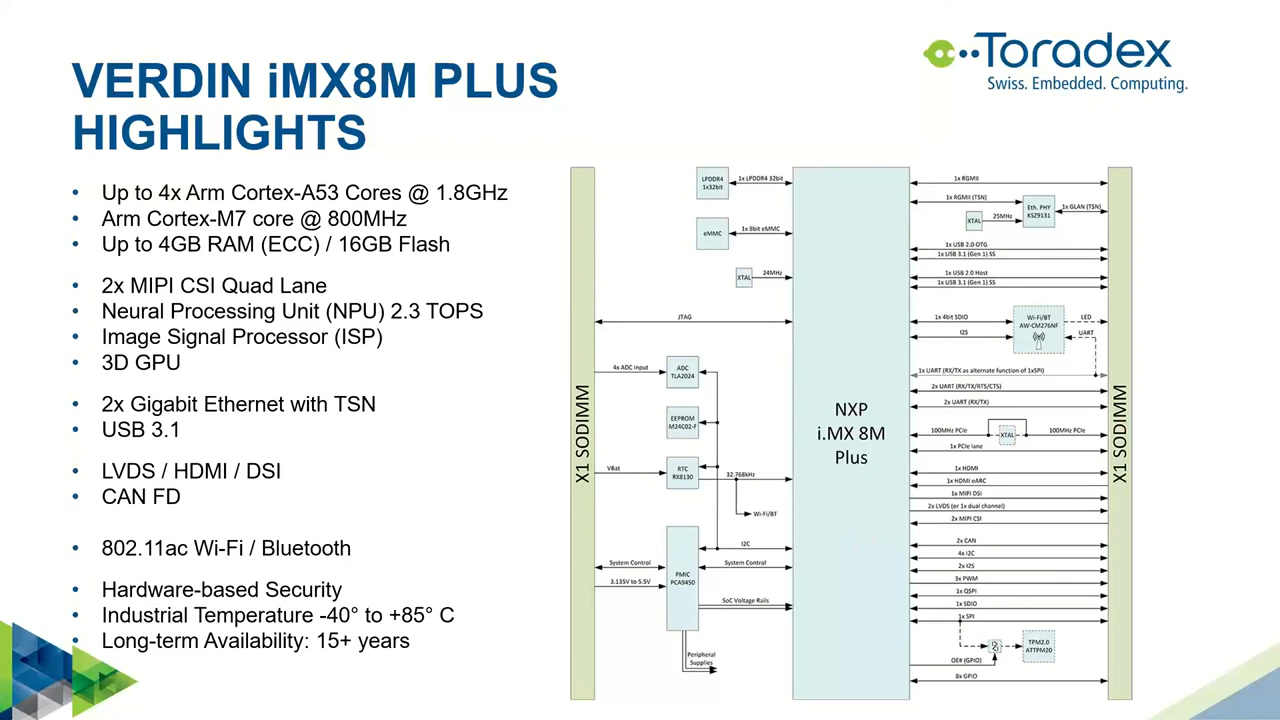 Toradex
Swiss. Embedded. Computing.
VERDIN iMX8M PLUS
HIGHLIGHTS
• Up to 4x Arm Cortex-A53 Cores @ 1.8GHz
• Arm Cortex-M7 core @ 800MHz
• Up to 4GB RAM (ECC) / 16GB Flash
• 2x MIPI CSI Quad Lane
• Neural Processing Unit (NPU) 2.3 TOPS
• Image Signal Processor (ISP)
• 3D GPU
• 2x Gigabit Ethernet with TSN
• USB 3.1
• LVDS / HDMI / DSI
• CAN FD
• 802.11ac Wi-Fi / Bluetooth
• Hardware-based Security
• Industrial Temperature -40° to +85° C
• Long-term Availability: 15+ years
X1 SODIMM
LPDDR4
1x32bit
1x LPDDR4 32bit
eMMC
1x 8bit eMMC
XTAL
24MHz
JTAG
4x ADC input
ADC
TLA2024
EEPROM
M24C02-F
VBat
RTC
RX8130
32.768kHz
Wi-Fi/BT
I2C
System Control
System Control
3.135V to 5.5V
PMIC
PCA9450
SoC Voltage Rails
Peripheral
Supplies
NXP
i.MX 8M
Plus
1x RGMII
1x RGMII (TSN)
XTAL
25MHz
Eth. PHY
KSZ9131
1x GLAN (TSN)
1x USB 2.0 OTG
1x USB 3.1 (Gen 1) SS
1x USB 2.0 Host
1x USB 3.1 (Gen 1) SS
1x 4bit SDIO
I2S
Wi-Fi/BT
AW-CM276NF
LED
UART
1x UART (RX/TX as alternate function of 1xSPI)
2x UART (RX/TX/RTS/CTS)
2x UART (RX/TX)
100MHz PCIe
XTAL
100MHz PCIe
1x PCIe lane
1x HDMI
1x HDMI eARC
1x MIPI DSI
2x LVDS (or 1x dual channel)
2x MIPI CSI
2x CAN
4x I2C
2x I2S
3x PWM
1x QSPI
1x SDIO
1x SPI
TPM2.0
ATTPM20
OE# (GPIO)
8x GPIO
X1 SODIMM